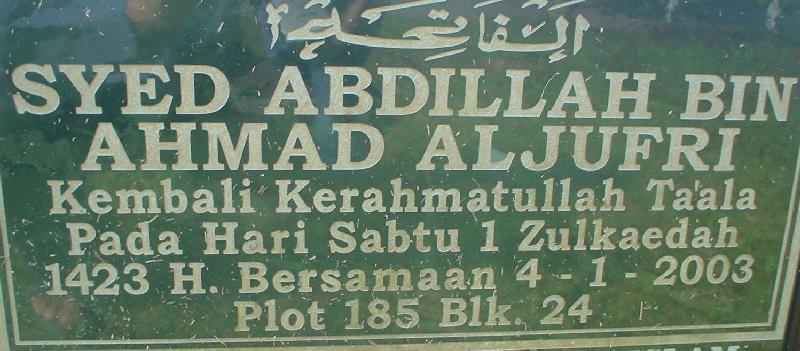 الفاتحة
SYED ABDILLAH BIN
AHMAD ALJUFRI
Kembali Kerahmatullah Ta'ala
Pada Hari Sabtu 1 Zulkaedah
1423 H. Bersamaan 4 - 1 - 2003
Plot 185 Blk. 24